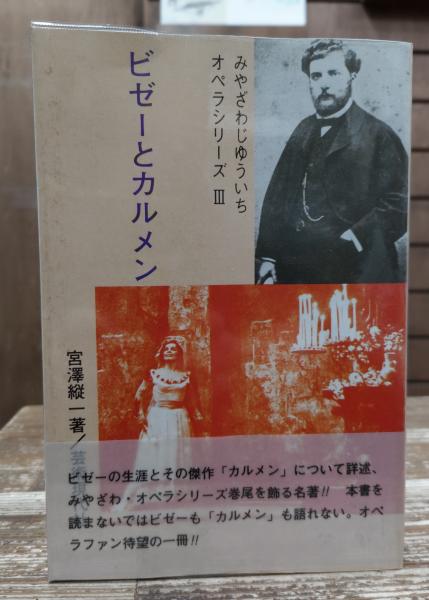 みやざわじゆういち
オペラシリーズ Ⅲ
ビゼーとカルメン
宮澤縦一著/芸
ビゼーの生涯とその傑作「カルメン」について詳述、
みやざわ・オペラシリーズ巻尾を飾る名著!! 本書を
読まないではビゼーも「カルメン」も語れない。オペ
ラファン待望の一冊!!